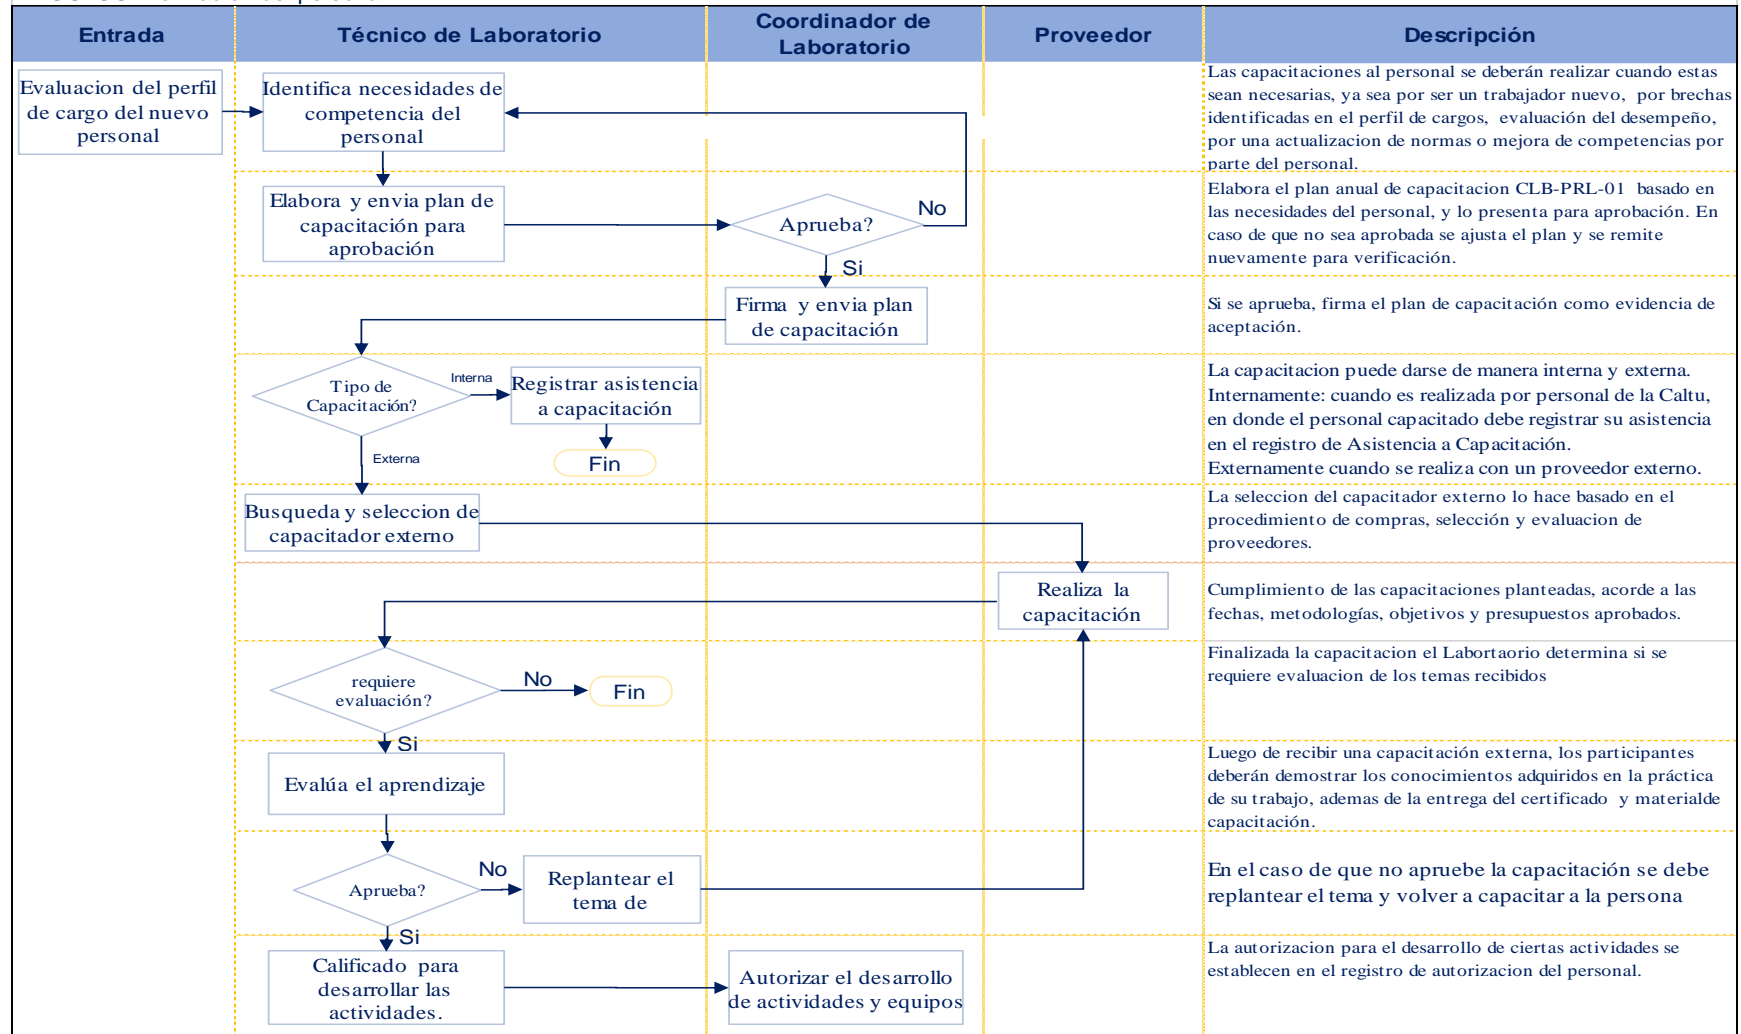 Entrada
Técnico de Laboratorio
Coordinador de
Laboratorio
Proveedor
Descripción
Evaluacion del perfil
de cargo del nuevo
personal
Identifica necesidades de
competencia del
personal
Las capacitaciones al personal se deberán realizar cuando estas
sean necesarias, ya sea por ser un trabajador nuevo, por brechas
identificadas en el perfil de cargos, evaluación del desempeño,
por una actualizacion de normas o mejora de competencias por
parte del personal.
Elabora y envia plan de
capacitación para
aprobación
Aprueba?
No
Si
Elabora el plan anual de capacitacion CLB-PRL-01 basado en
las necesidades del personal, y lo presenta para aprobación. En
caso de que no sea aprobada se ajusta el plan y se remite
nuevamente para verificación.
Firma y envia plan
de capacitación
Si se aprueba, firma el plan de capacitación como evidencia de
aceptación.
Tipo de
Capacitación?
Interna
Registrar asistencia
a capacitación
Fin
Externa
La capacitacion puede darse de manera interna y externa.
Internamente: cuando es realizada por personal de la Caltu,
en donde el personal capacitado debe registrar su asistencia
en el registro de Asistencia a Capacitación.
Externamente cuando se realiza con un proveedor externo.
Busqueda y seleccion de
capacitador externo
La seleccion del capacitador externo lo hace basado en el
procedimiento de compras, selección y evaluacion de
proveedores.
Realiza la
capacitación
Cumplimiento de las capacitaciones planteadas, acorde a las
fechas, metodologías, objetivos y presupuestos aprobados.
requiere
evaluación?
No
Fin
Si
Finalizada la capacitacion el Labortaorio determina si se
requiere evaluacion de los temas recibidos
Evalúa el aprendizaje
Luego de recibir una capacitación externa, los participantes
deberán demostrar los conocimientos adquiridos en la práctica
de su trabajo, ademas de la entrega del certificado y materialde
capacitación.
Aprueba?
No
Replantear el
tema de
Si
En el caso de que no apruebe la capacitación se debe
replantear el tema y volver a capacitar a la persona
Calificado para
desarrollar las
actividades.
Autorizar el desarrollo
de actividades y equipos
La autorizacion para el desarrollo de ciertas actividades se
establecen en el registro de autorizacion del personal.